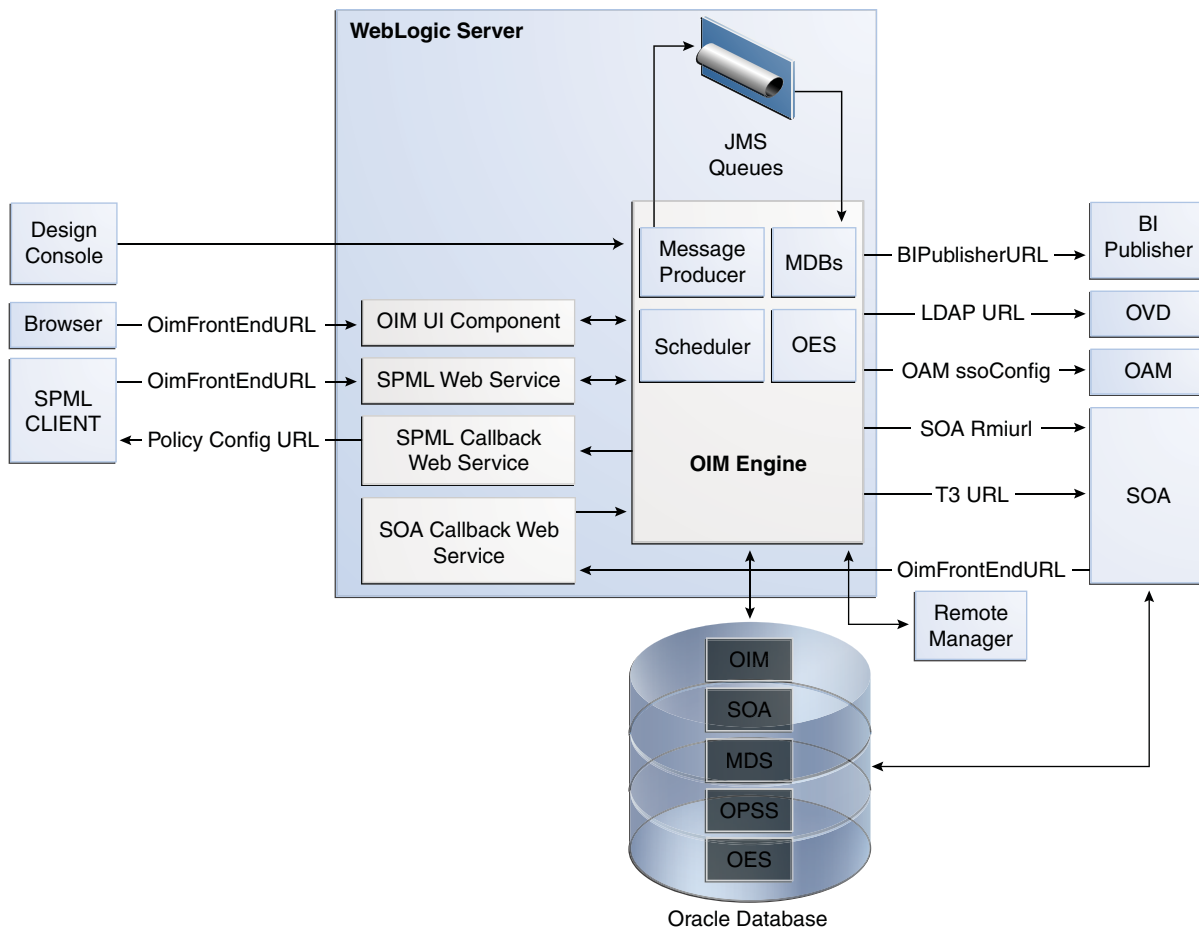 WebLogic Server
JMS
Queues
Design
Console
Message
Producer
MDBs
BIPublisherURL
BI
Publisher
Browser
OimFrontEndURL
OIM UI Component
Scheduler
OES
LDAP URL
OVD
SPML
CLIENT
OimFrontEndURL
SPML Web Service
OAM ssoConfig
OAM
Policy Config URL
SPML Callback
Web Service
OIM Engine
SOA Rmiurl
T3 URL
SOA
SOA Callback Web
Service
OimFrontEndURL
Remote
Manager
OIM
SOA
MDS
OPSS
OES
Oracle Database